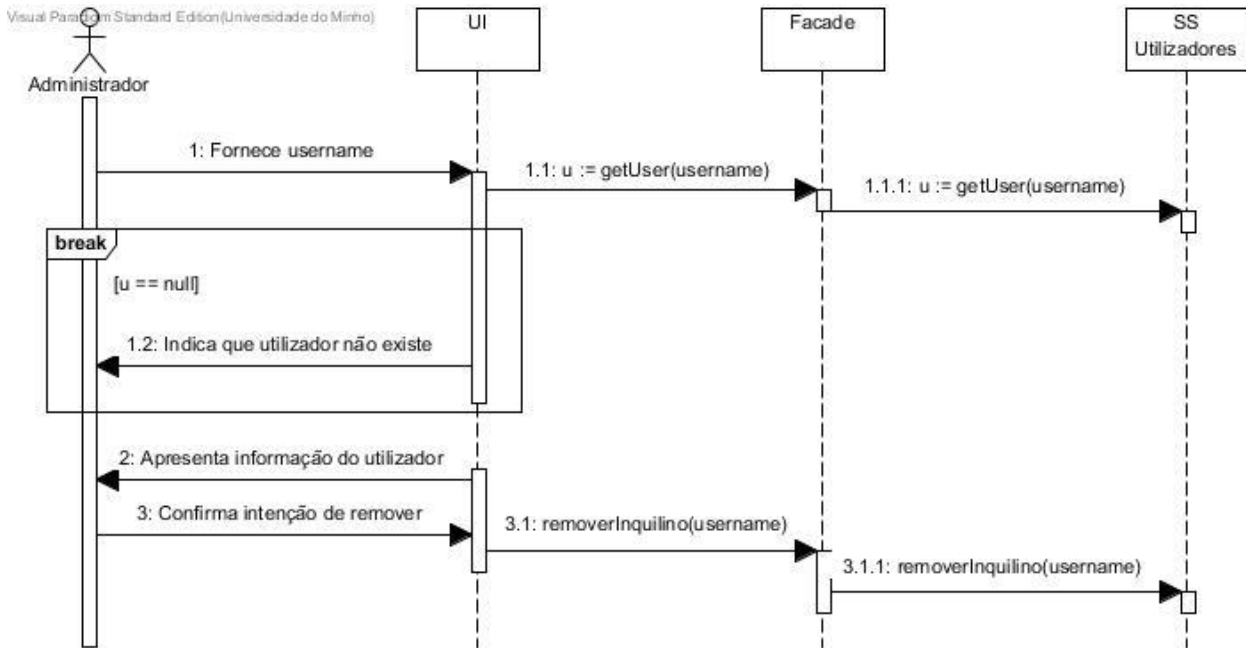 Visual Paradigm Standard Edition(Universidade do Minho)
UI
Facade
SS
Utilizadores
Administrador
1: Fornece username
1.1: u := getUser(username)
1.1.1: u := getUser(username)
break
[u == null]
1.2: Indica que utilizador não existe
2: Apresenta informação do utilizador
3: Confirma intenção de remover
3.1: removerInquilino(username)
3.1.1: removerInquilino(username)